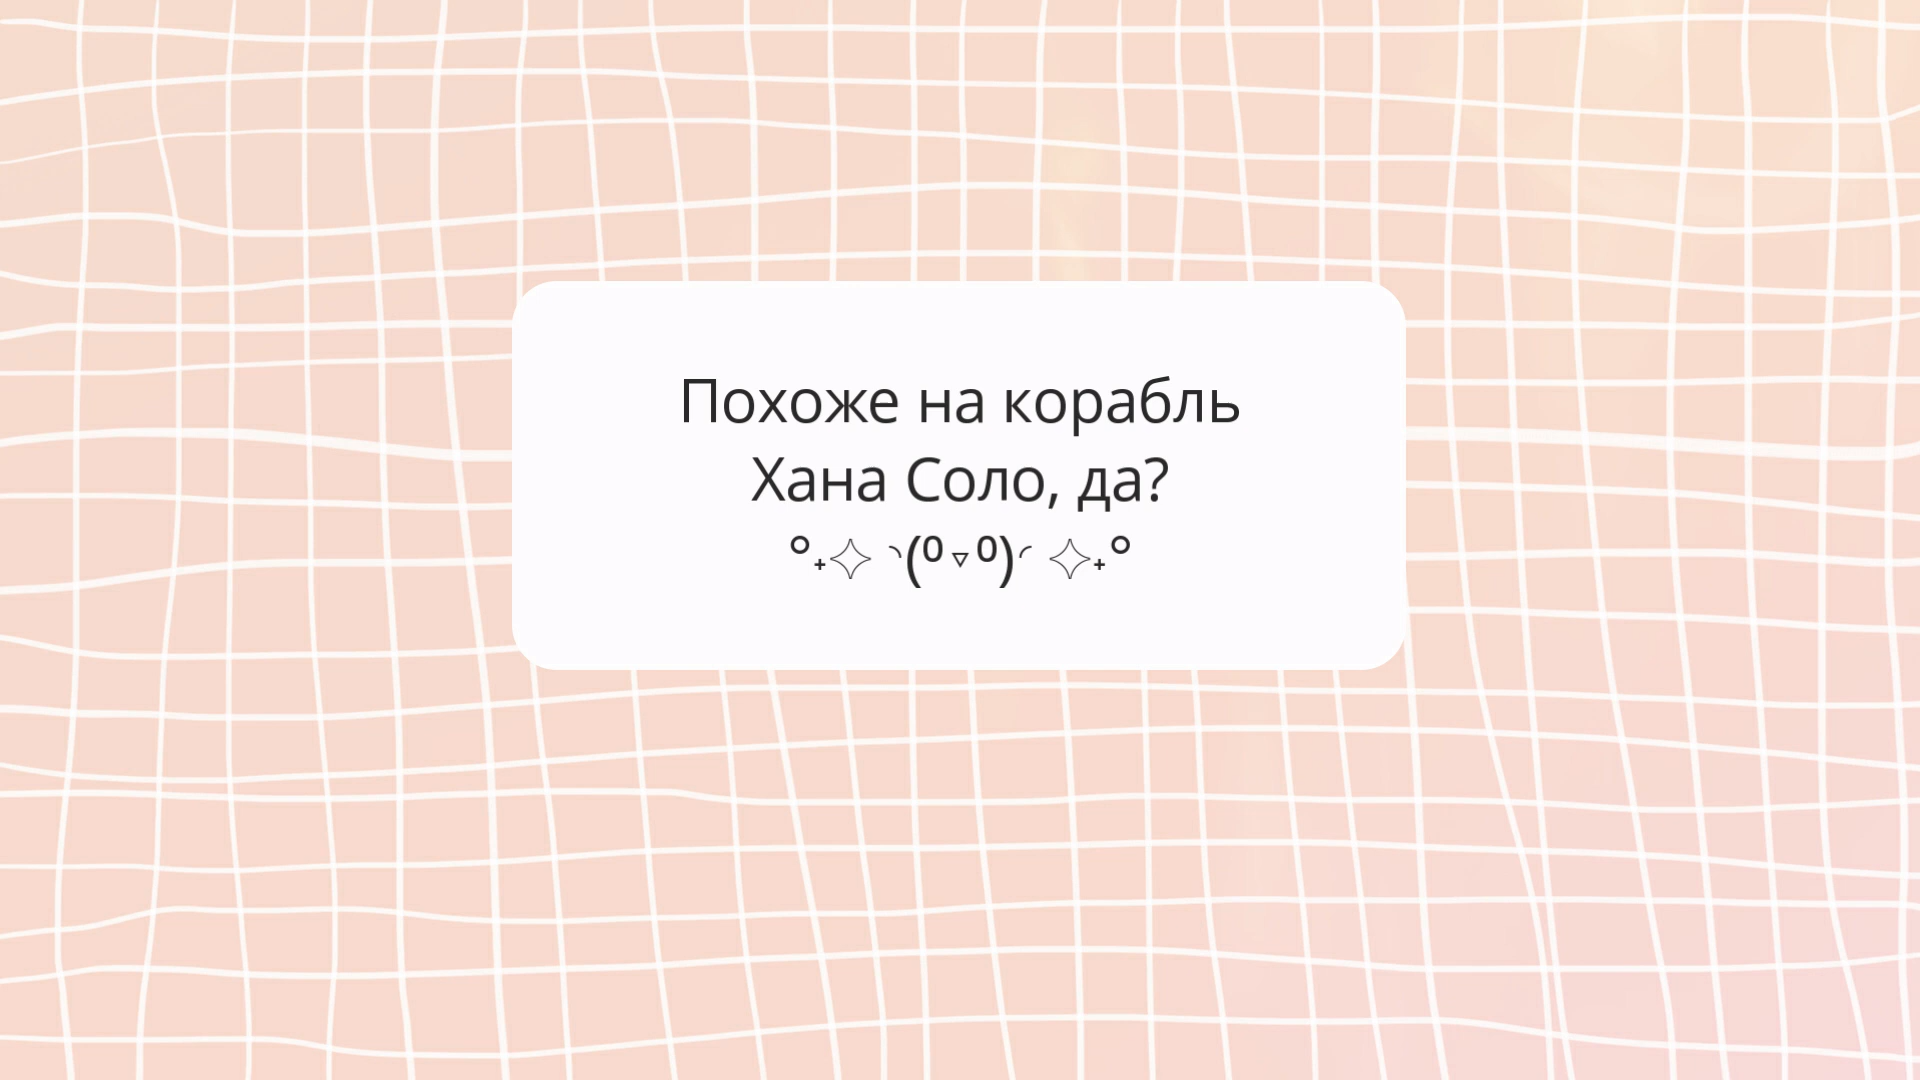 Похоже на корабль
Хана Соло, да?
°˖✧ ◝(⁰▿⁰)◜ ✧˖°